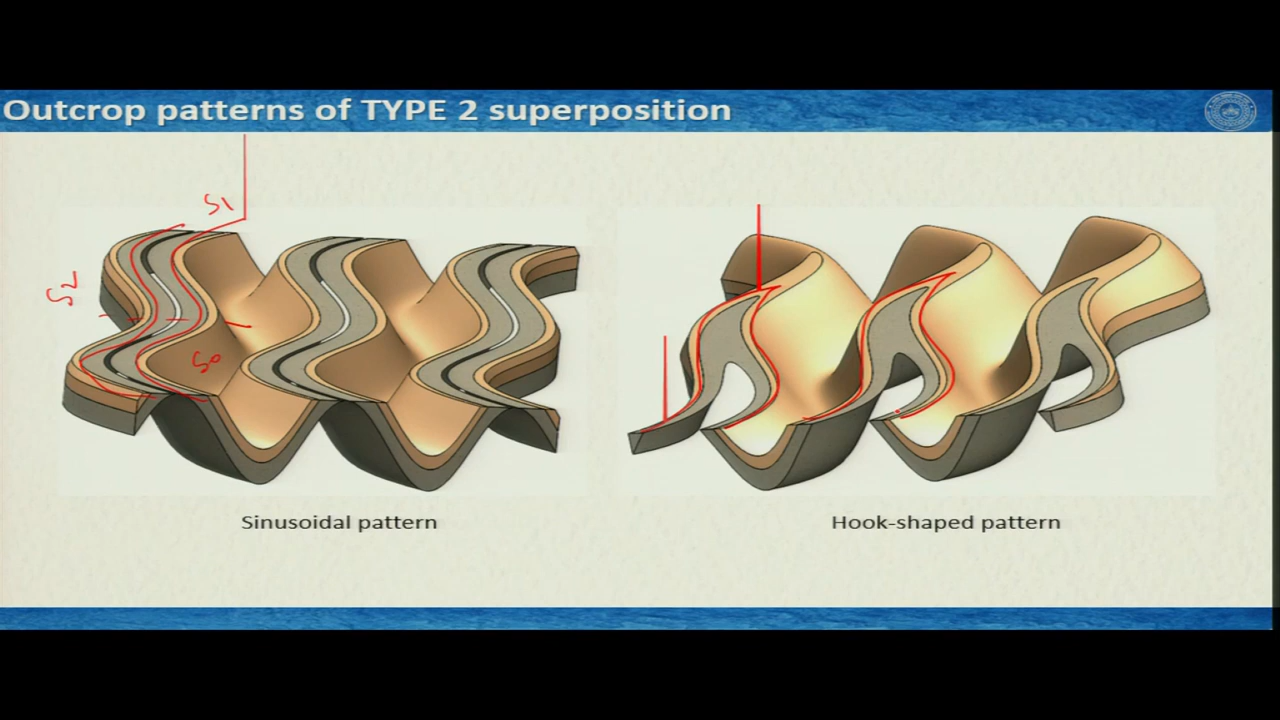 Outcrop patterns of TYPE 2 superposition
S1
S2
S0
Sinusoidal pattern
Hook-shaped pattern